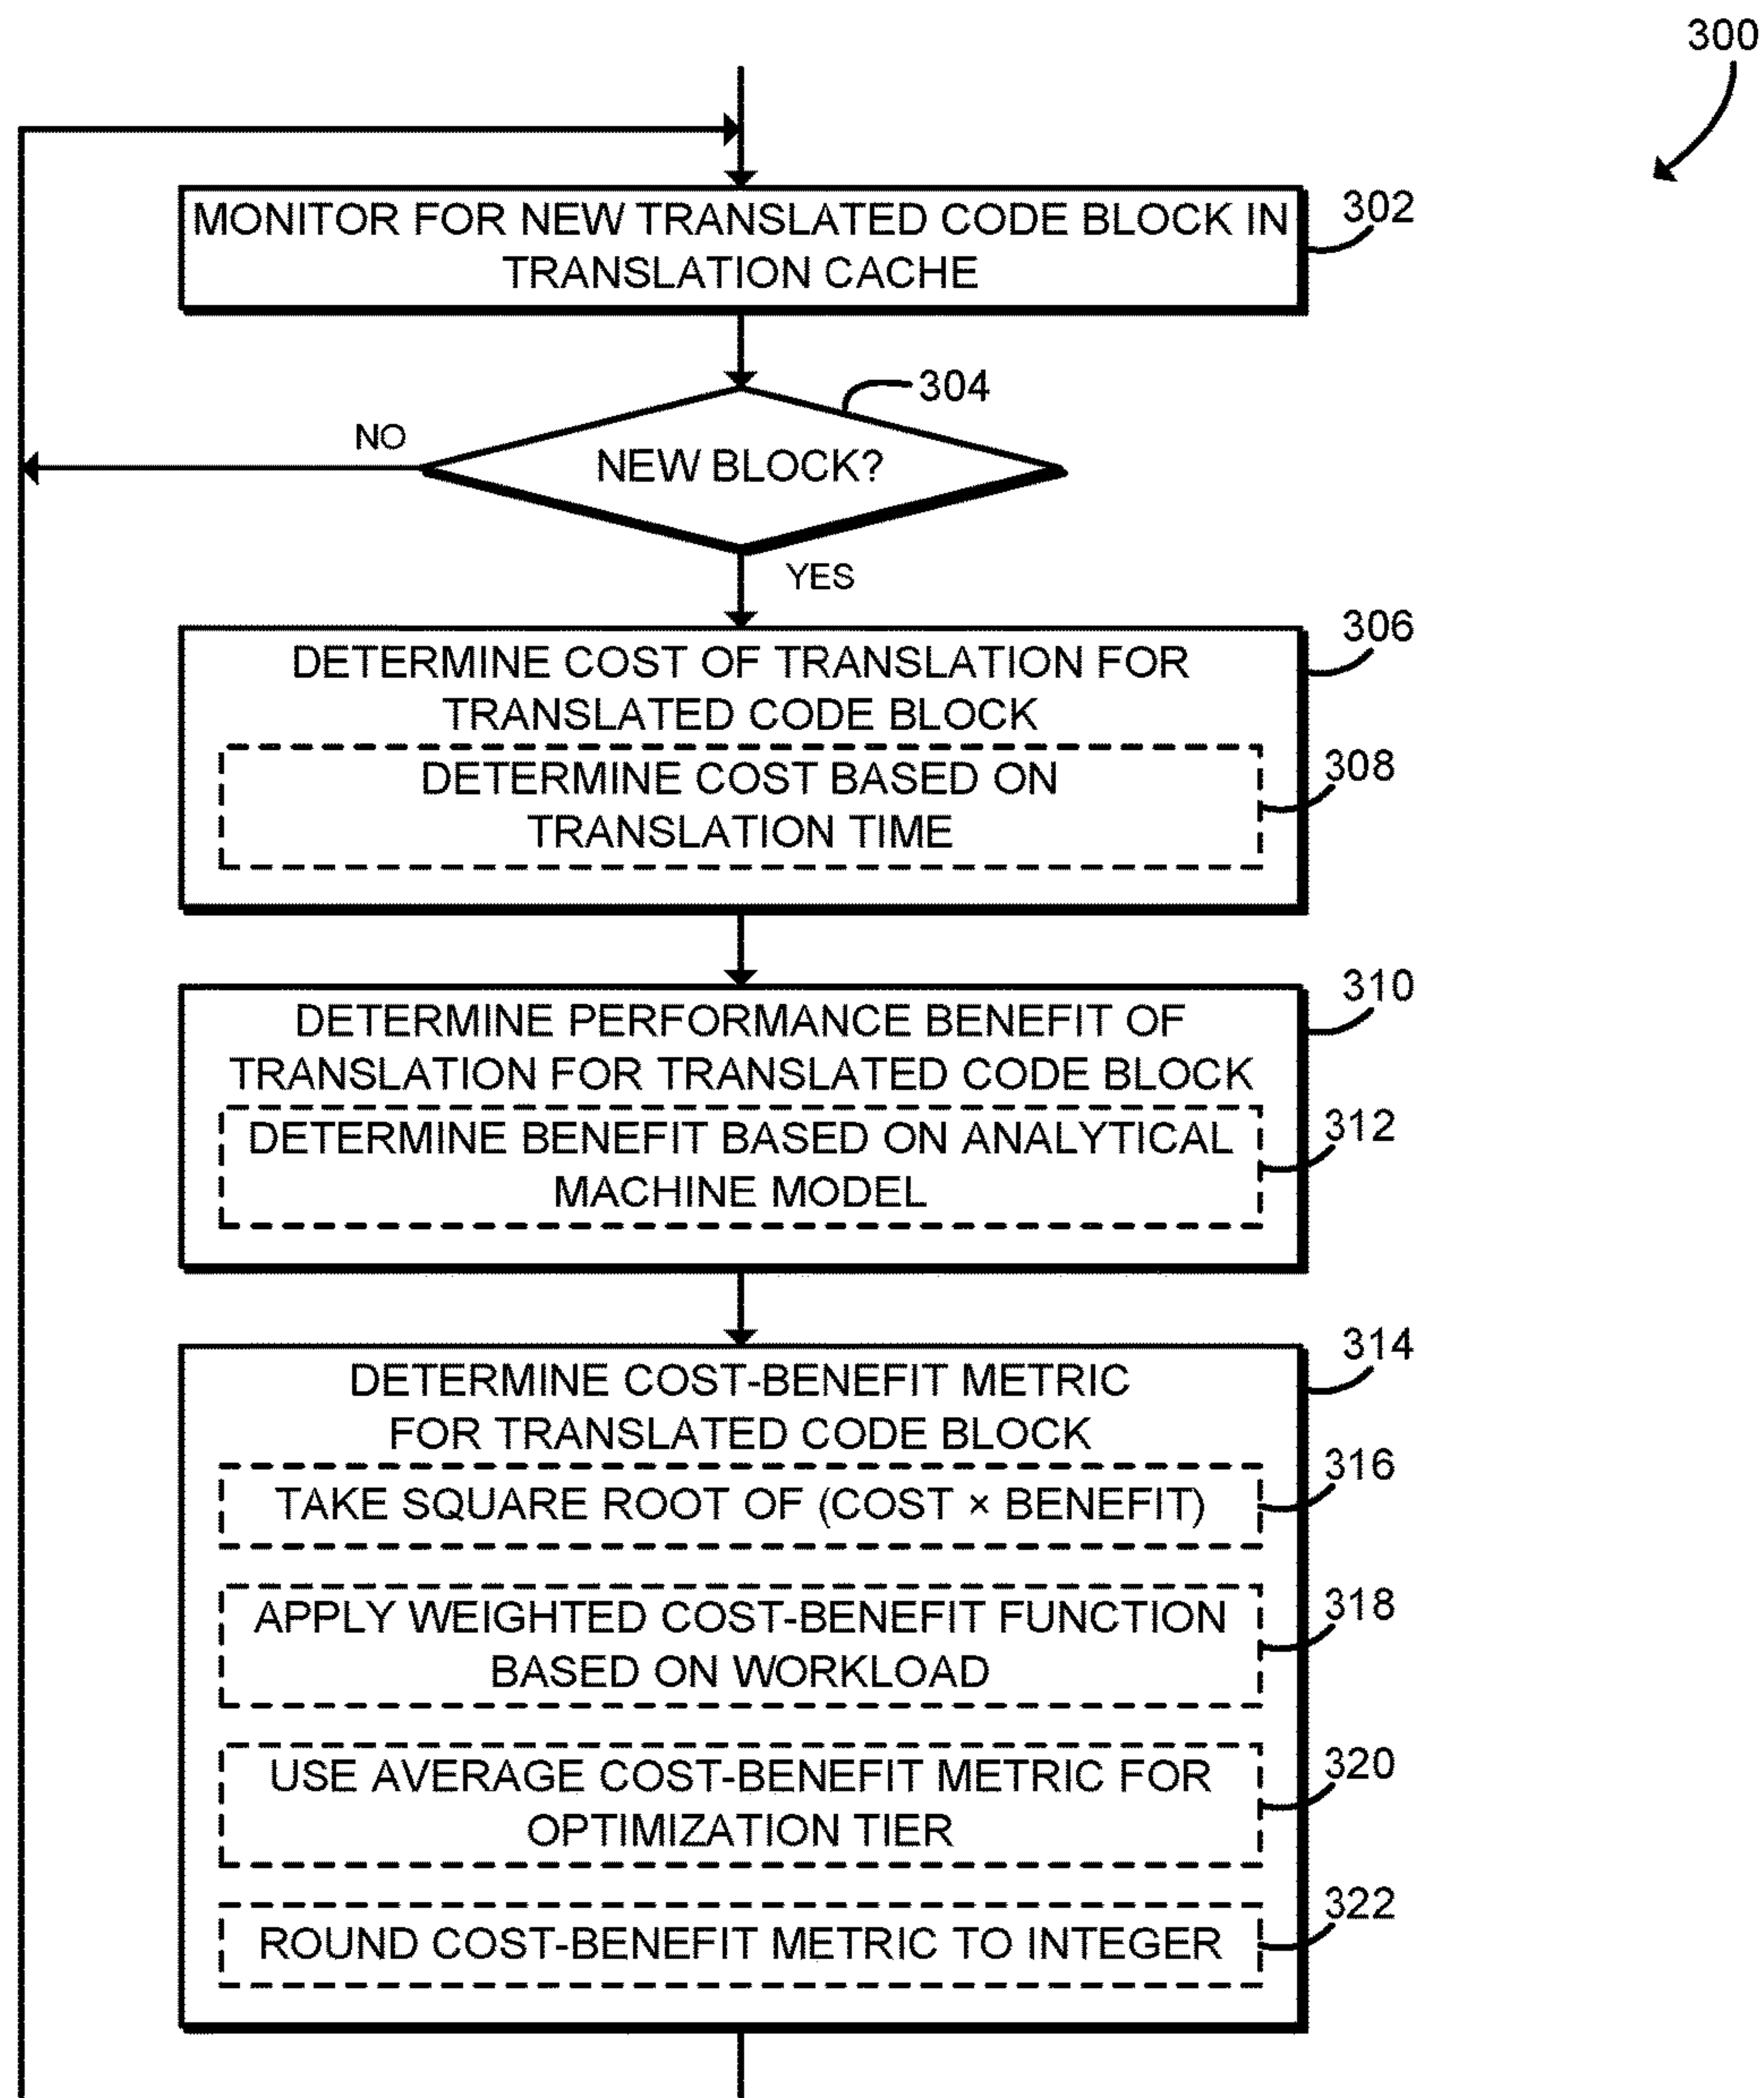 300
MONITOR FOR NEW TRANSLATED CODE BLOCK IN
TRANSLATION CACHE
302
304
NEW BLOCK?
NO
YES
306
DETERMINE COST OF TRANSLATION FOR
TRANSLATED CODE BLOCK
308
DETERMINE COST BASED ON
TRANSLATION TIME
310
DETERMINE PERFORMANCE BENEFIT OF
TRANSLATION FOR TRANSLATED CODE BLOCK
312
DETERMINE BENEFIT BASED ON ANALYTICAL
MACHINE MODEL
314
DETERMINE COST-BENEFIT METRIC
FOR TRANSLATED CODE BLOCK
316
TAKE SQUARE ROOT OF (COST × BENEFIT)
318
APPLY WEIGHTED COST-BENEFIT FUNCTION
BASED ON WORKLOAD
320
USE AVERAGE COST-BENEFIT METRIC FOR
OPTIMIZATION TIER
322
ROUND COST-BENEFIT METRIC TO INTEGER